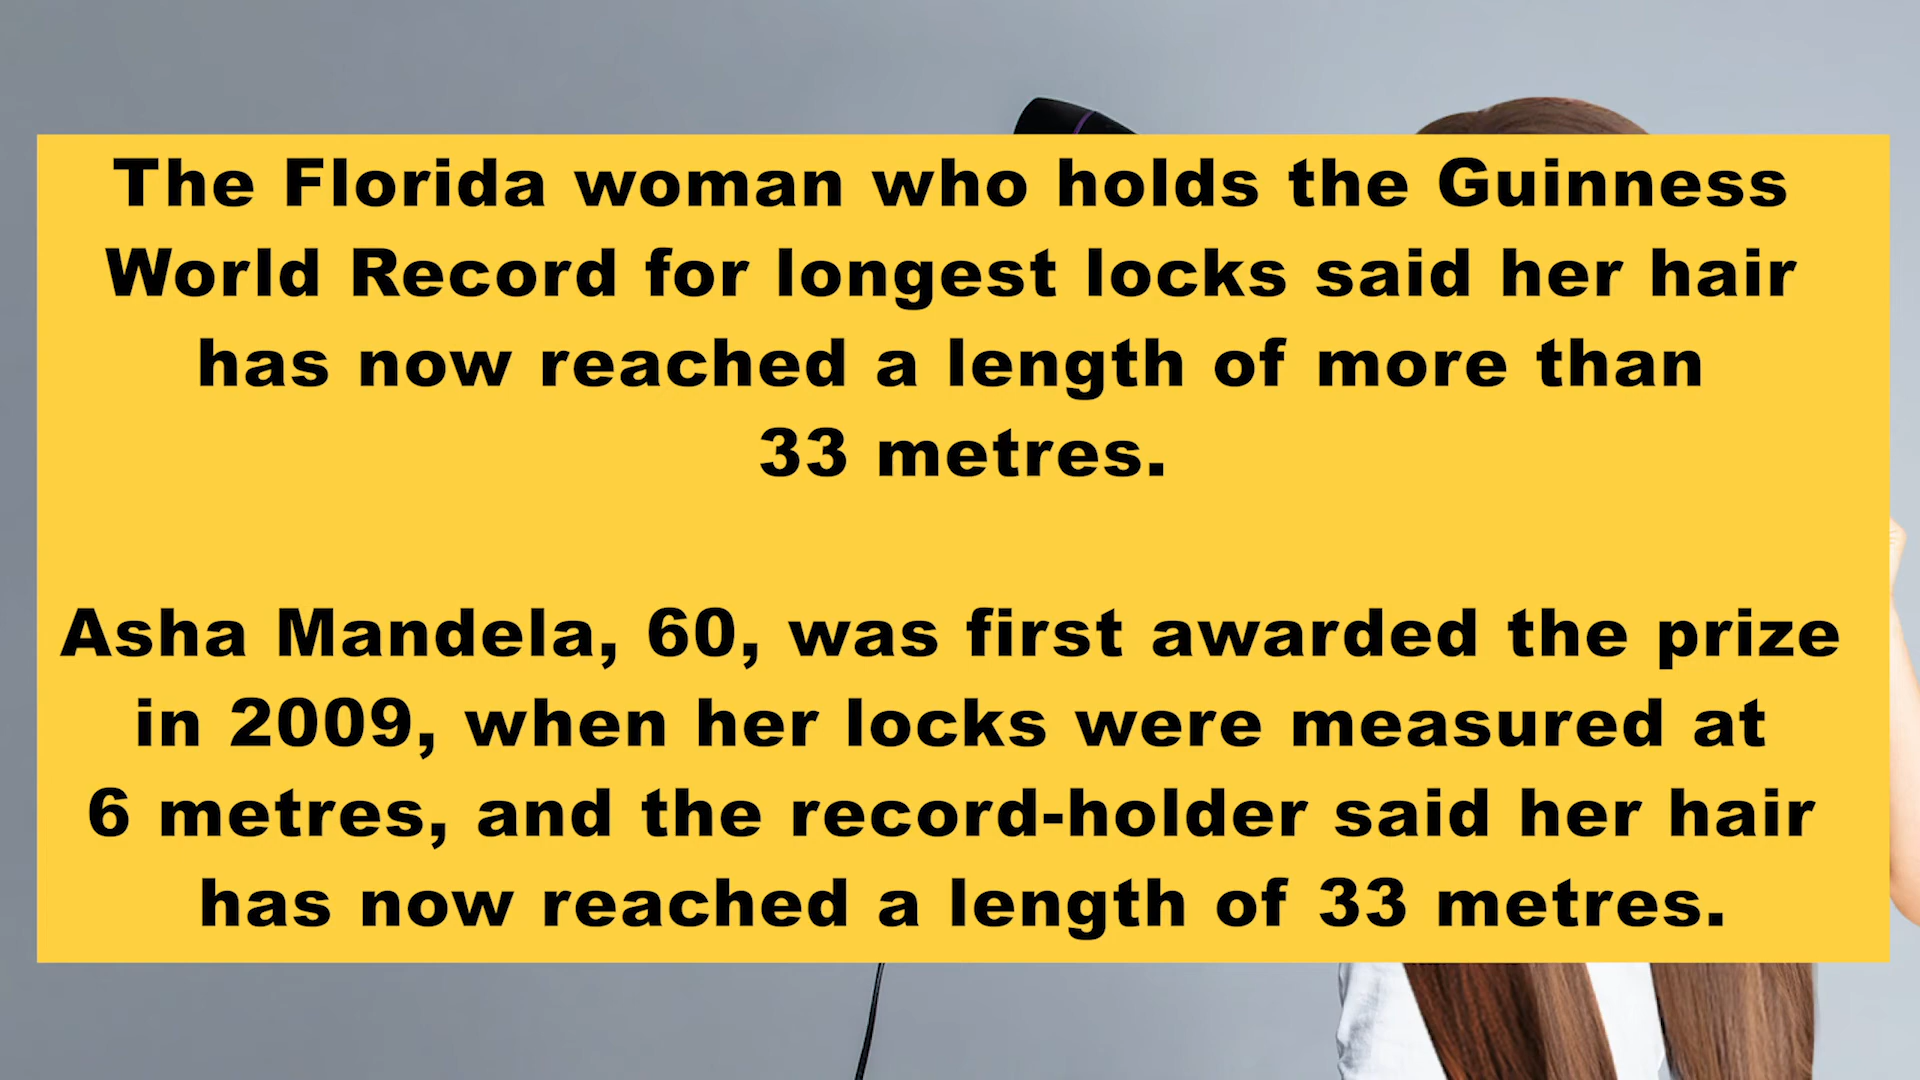 The Florida woman who holds the Guinness
World Record for longest locks said her hair
has now reached a length of more than
33 metres.
Asha Mandela, 60, was first awarded the prize
in 2009, when her locks were measured at
6 metres, and the record-holder said her hair
has now reached a length of 33 metres.